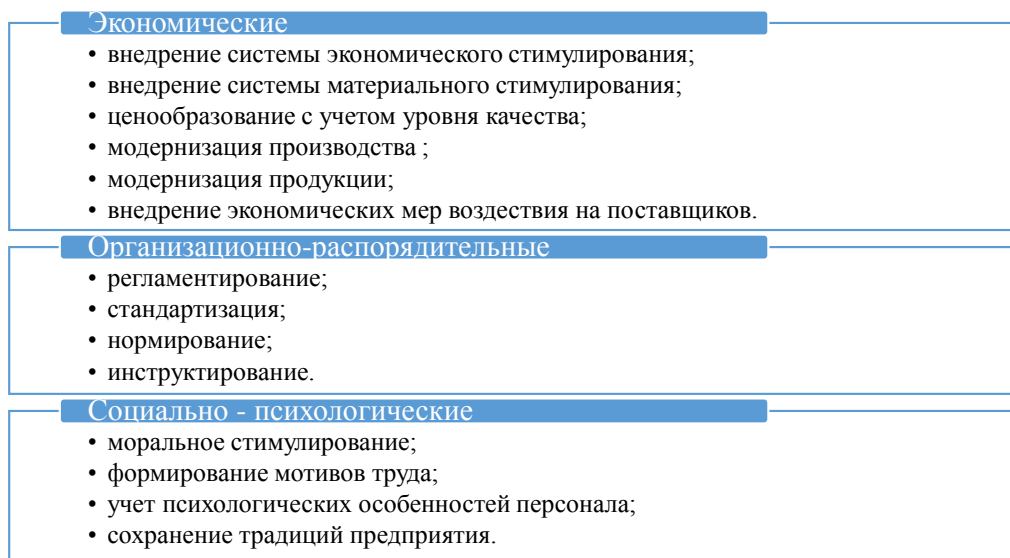 Экономические
• внедрение системы экономического стимулирования;
• внедрение системы материального стимулирования;
• ценообразование с учетом уровня качества;
• модернизация производства ;
• модернизация продукции;
• внедрение экономических мер воздествия на поставщиков.
Организационно-распорядительные
• регламентирование;
• стандартизация;
• нормирование;
• инструктирование.
Социально - психологические
• моральное стимулирование;
• формирование мотивов труда;
• учет психологических особенностей персонала;
• сохранение традиций предприятия.